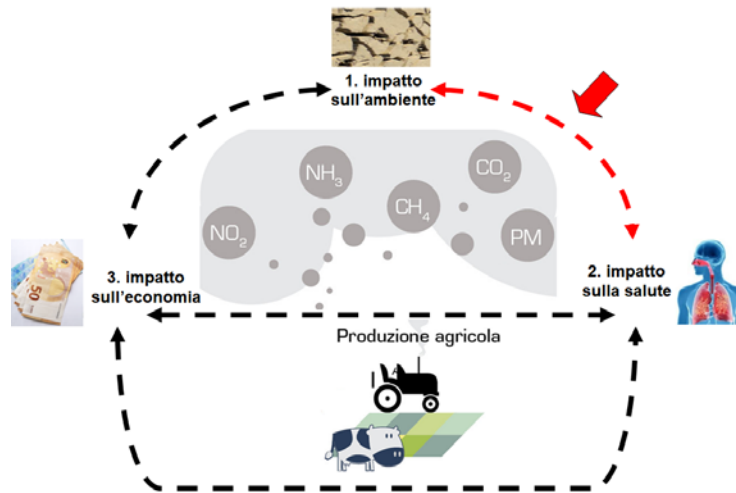 1. impatto
sull'ambiente
NH₃
CO₂
CH₄
NO₂
PM
3. impatto
sull'economia
2. impatto
sulla salute
50
Produzione agricola